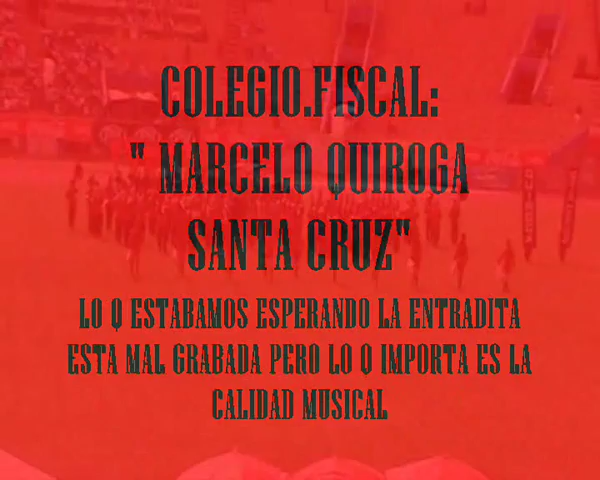 COLEGIO.FISCAL:
" MARCELO QUIROGA
SANTA CRUZ"
LO Q ESTABAMOS ESPERANDO LA ENTRADITA
ESTA MAL GRABADA PERO LO Q IMPORTA ES LA
CALIDAD MUSICAL